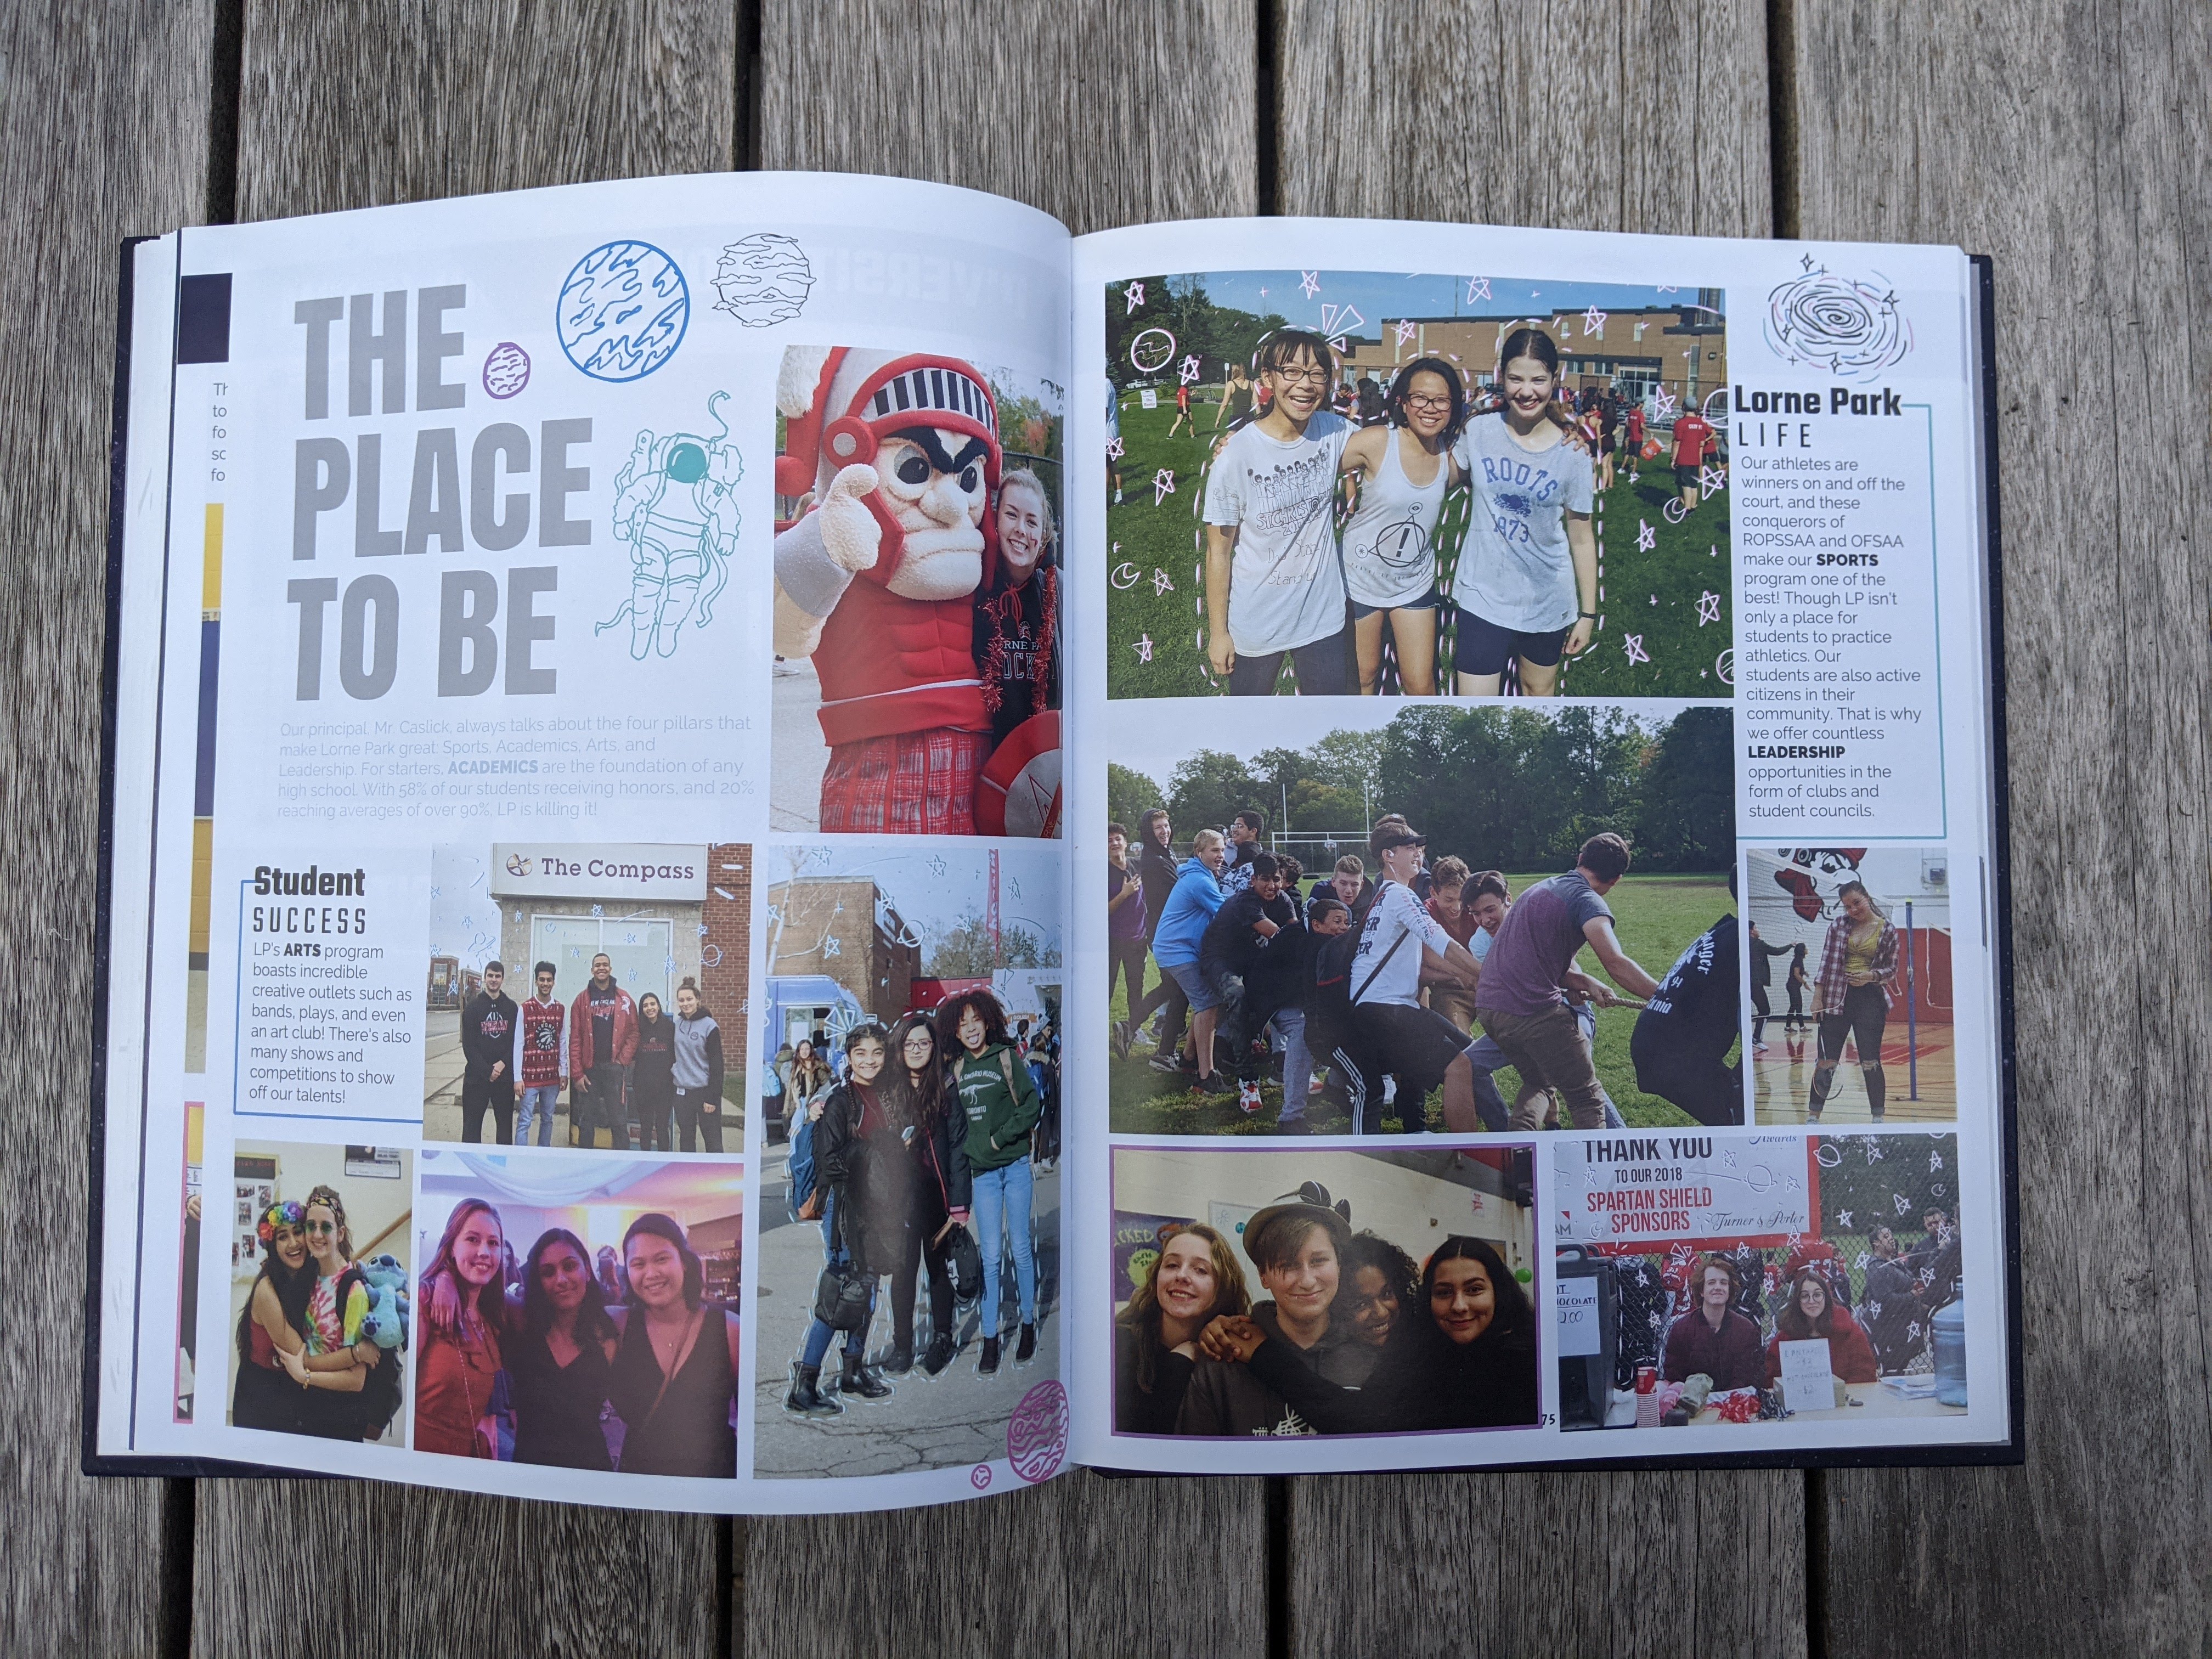 THE
PLACE
TO BE
Our principal, Mr. Caslick, always talks about the four pillars that
make Lorne Park great: Sports, Academics, Arts, and
Leadership. For starters, ACADEMICS are the foundation of any
high school. With 58% of our students receiving honors, and 20%
reaching averages of over 90%, LP is killing it!
Student
SUCCESS
LP's ARTS program
boasts incredible
creative outlets such as
bands, plays, and even
an art club! There's also
many shows and
competitions to show
off our talents!
The Compass
Lorne Park
LIFE
Our athletes are
winners on and off the
court, and these
conquerors of
ROPSSAA and OFSAA
make our SPORTS
program one of the
best! Though LP isn't
only a place for
students to practice
athletics. Our
students are also active
citizens in their
community. That is why
we offer countless
LEADERSHIP
opportunities in the
form of clubs and
student councils.
ROOTS
1973
THANK YOU
TO OUR 2018
SPARTAN SHIELD
SPONSORS
Turner & Porter
Awards
75